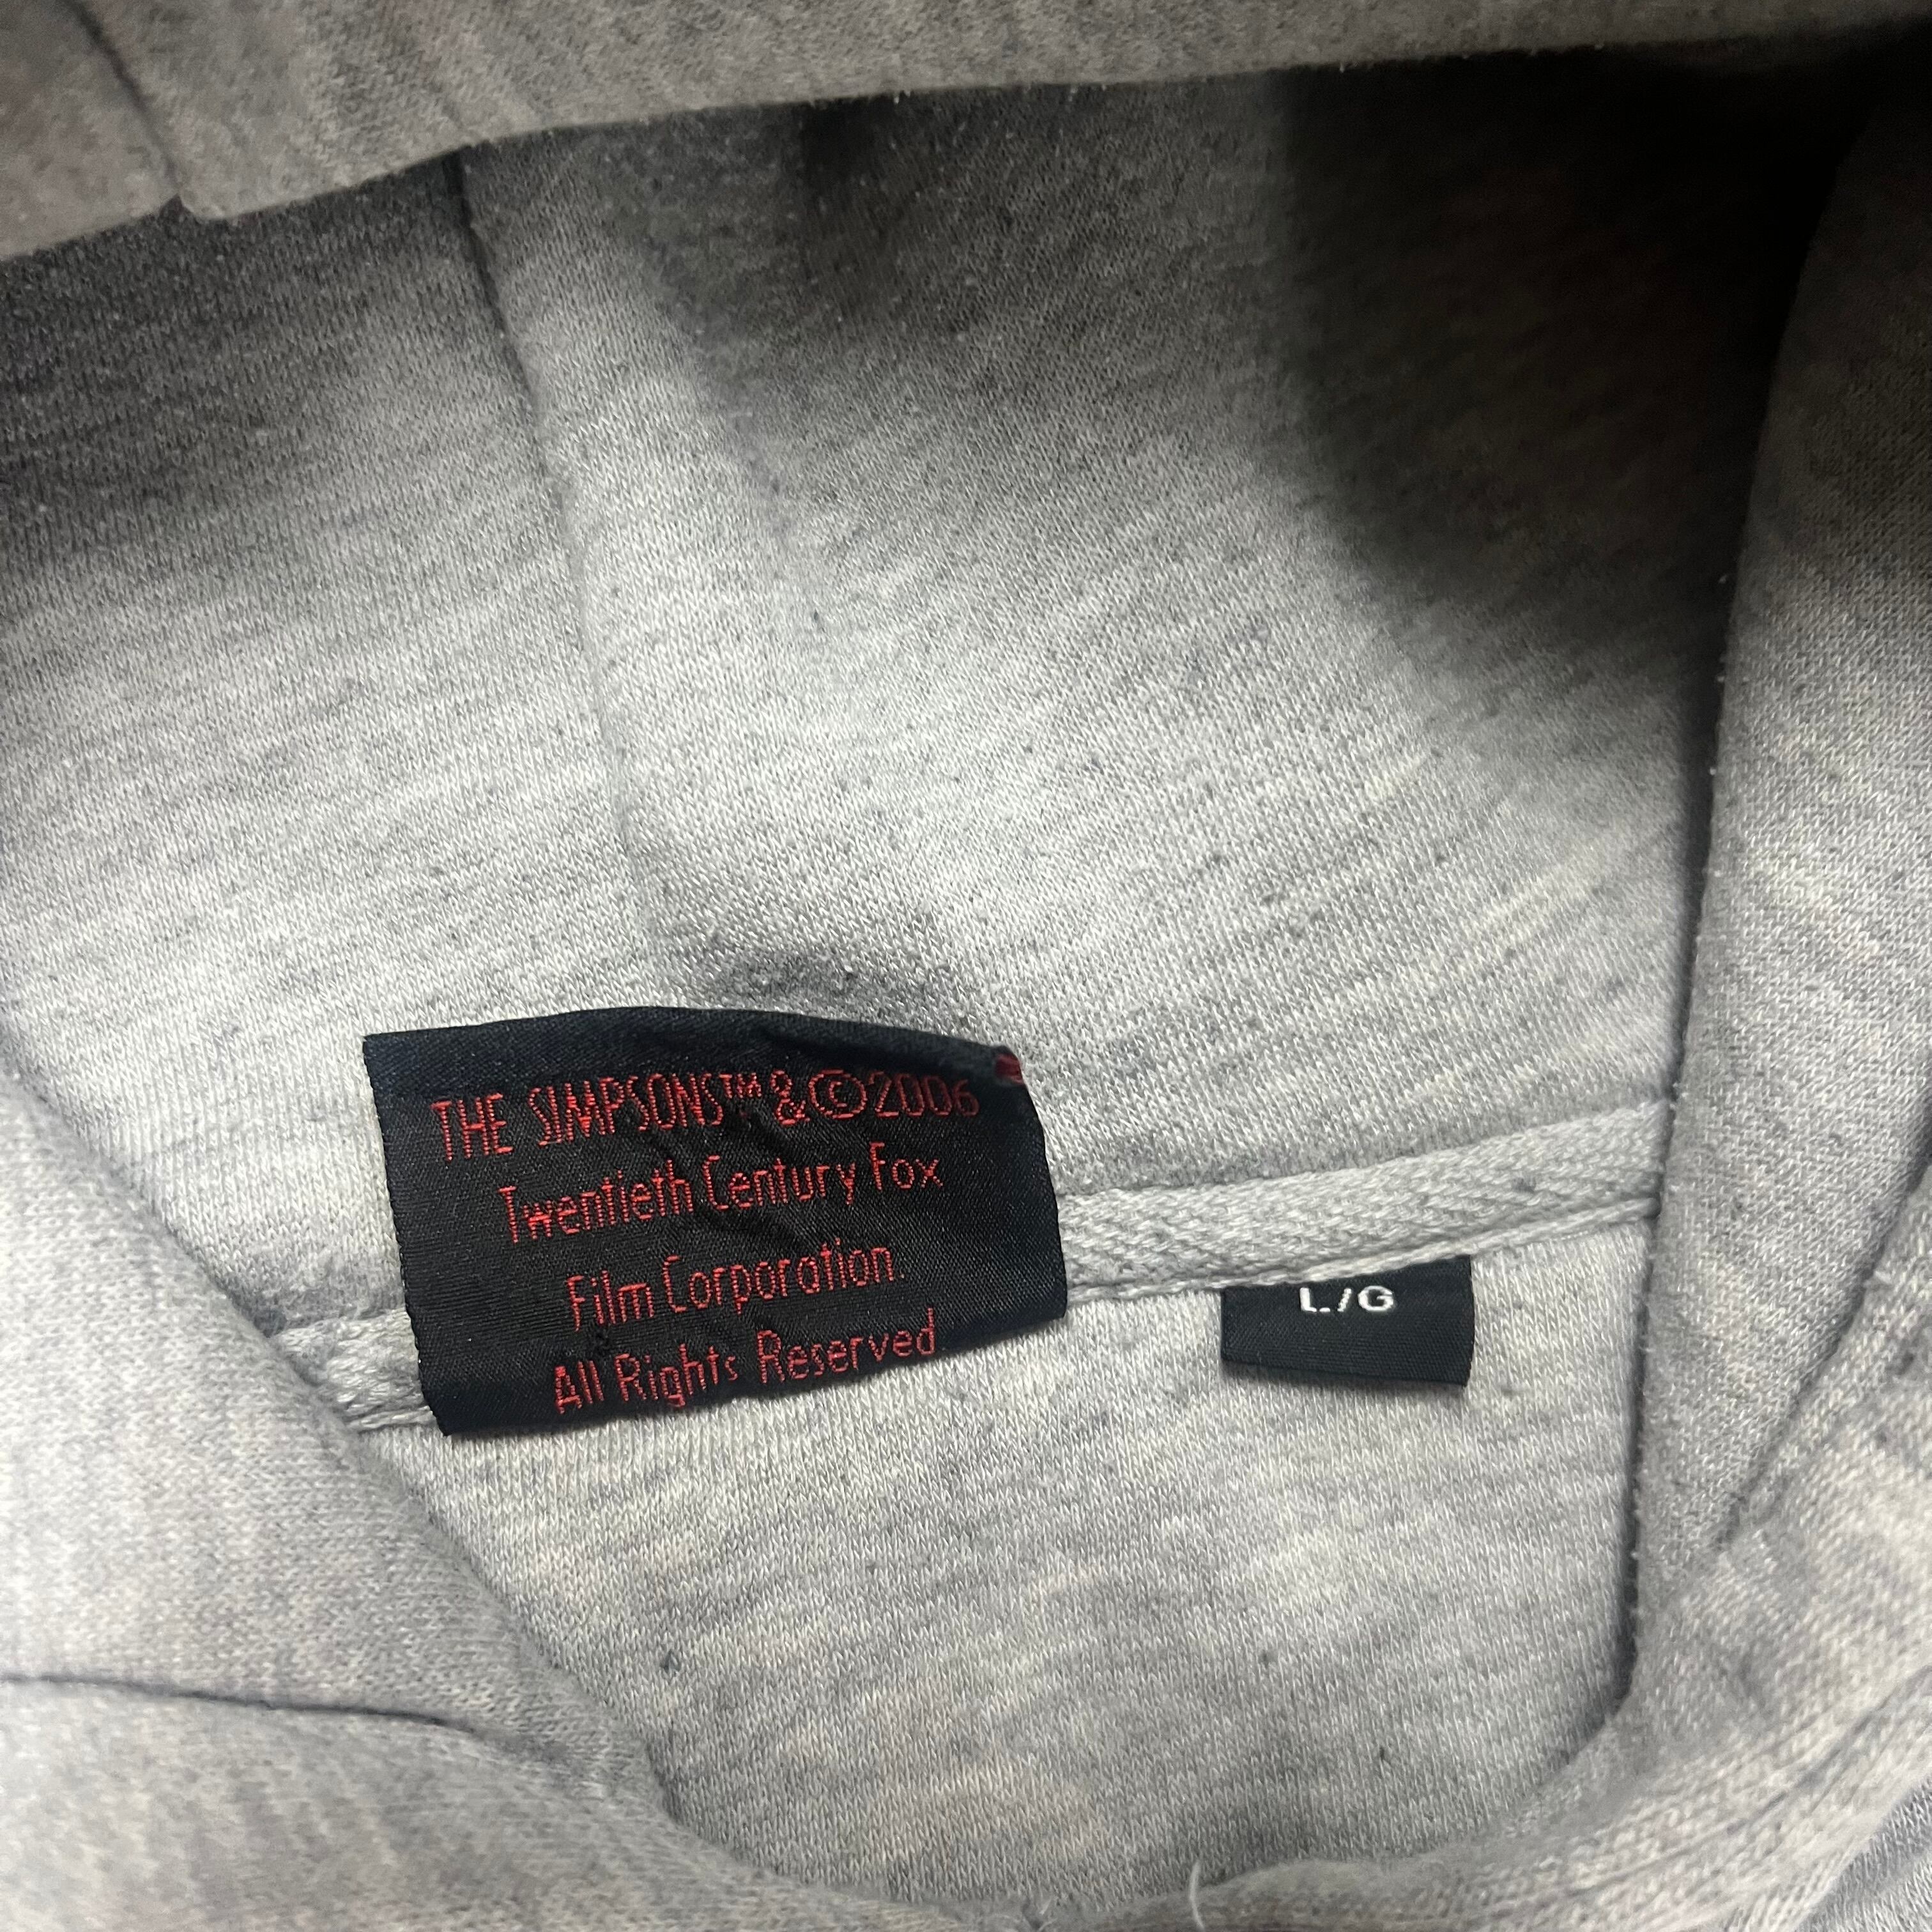 THE SIMPSONS™ & ©2006
Twentieth Century Fox
Film Corporation.
All Rights Reserved
L/G